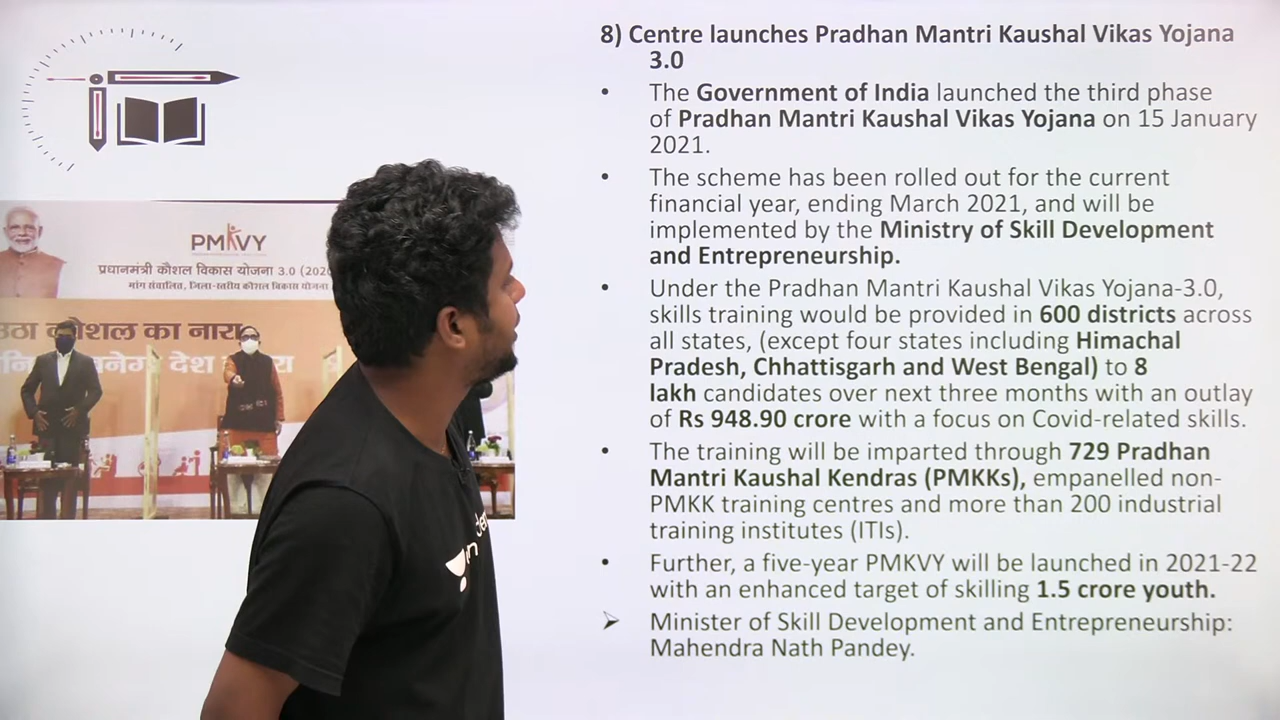 8) Centre launches Pradhan Mantri Kaushal Vikas Yojana
3.0
• The Government of India launched the third phase
of Pradhan Mantri Kaushal Vikas Yojana on 15 January
2021.
• The scheme has been rolled out for the current
financial year, ending March 2021, and will be
implemented by the Ministry of Skill Development
and Entrepreneurship.
• Under the Pradhan Mantri Kaushal Vikas Yojana-3.0,
skills training would be provided in 600 districts across
all states, (except four states including Himachal
Pradesh, Chhattisgarh and West Bengal) to 8
lakh candidates over next three months with an outlay
of Rs 948.90 crore with a focus on Covid-related skills.
• The training will be imparted through 729 Pradhan
Mantri Kaushal Kendras (PMKKs), empanelled non-
PMKK training centres and more than 200 industrial
training institutes (ITIs).
• Further, a five-year PMKVY will be launched in 2021-22
with an enhanced target of skilling 1.5 crore youth.
➢ Minister of Skill Development and Entrepreneurship:
Mahendra Nath Pandey.
PMKVY
प्रधानमंत्री कौशल विकास योजना 3.0
मांग संचालित, जिला-स्तरीय कौशल विकास योजना
का नारा
देश